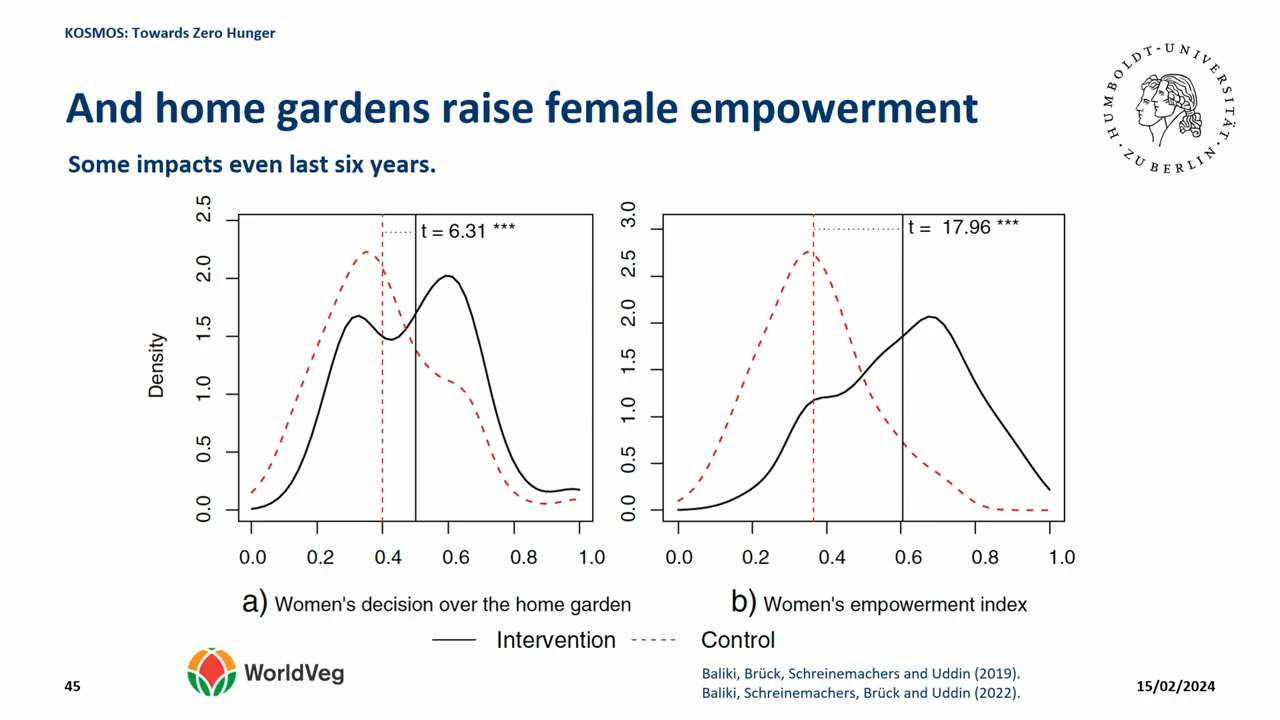 KOSMOS: Towards Zero Hunger
HUMBOLDT-UNIVERSITÄT · ZU BERLIN ·
And home gardens raise female empowerment
Some impacts even last six years.
Density
2.5
2.0
1.5
1.0
0.5
0.0
t = 6.31 ***
0.0 0.2 0.4 0.6 0.8 1.0
a) Women's decision over the home garden
3.0
2.5
2.0
1.5
1.0
0.5
0.0
t = 17.96 ***
0.0 0.2 0.4 0.6 0.8 1.0
b) Women's empowerment index
Intervention Control
WorldVeg
Baliki, Brück, Schreinemachers and Uddin (2019).
Baliki, Schreinemachers, Brück and Uddin (2022).
45
15/02/2024